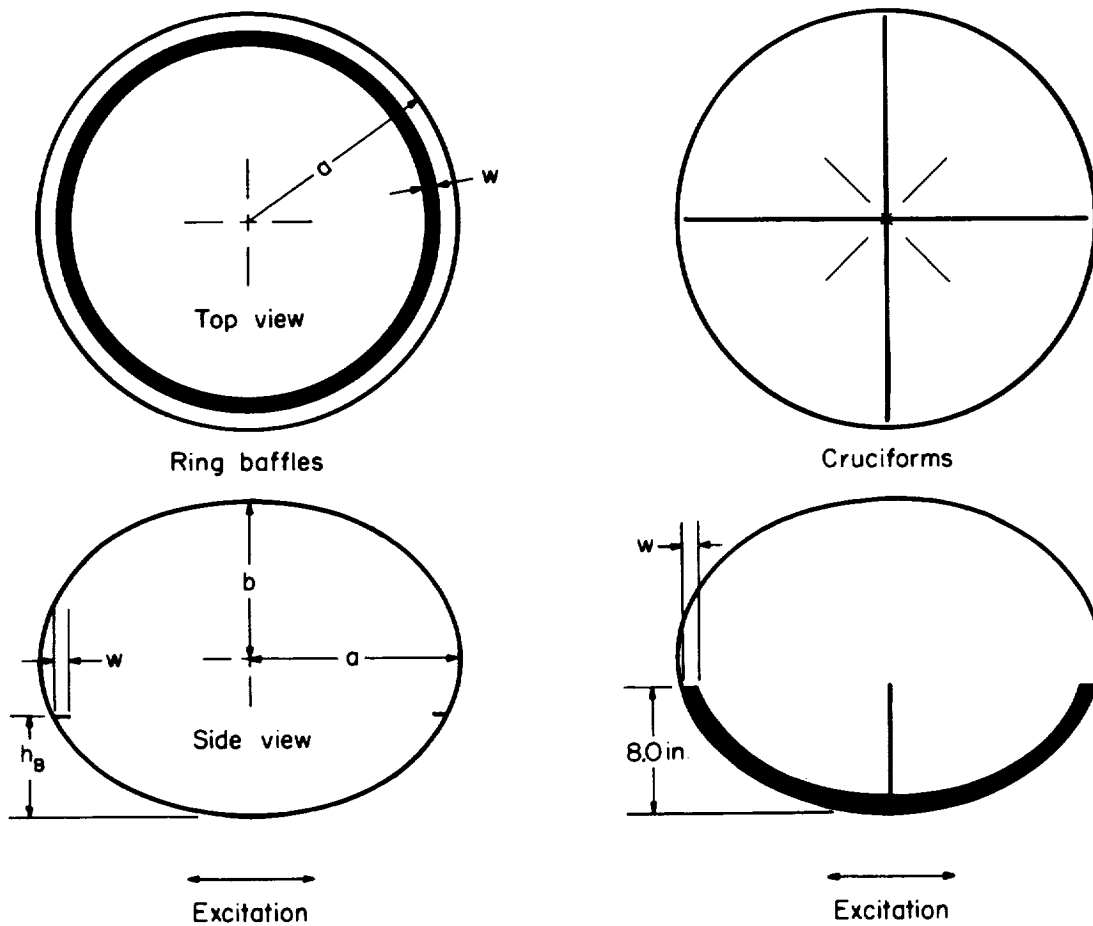 a
w
Top view
Ring baffles
Cruciforms
b
a
w
h_B
Side view
w
8.0 in.
Excitation
Excitation